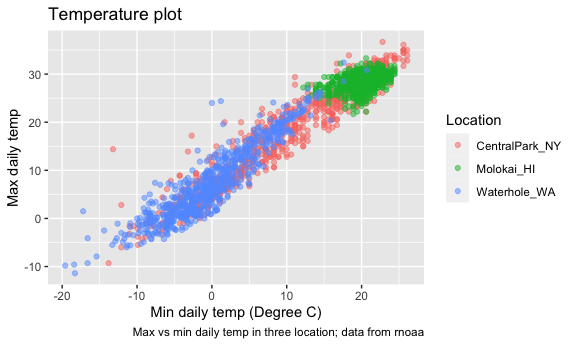 Temperature plot
Max daily temp
30
20
10
0
-10
-20
-10
0
10
20
Min daily temp (Degree C)
Location
CentralPark_NY
Molokai_HI
Waterhole_WA
Max vs min daily temp in three location; data from rnoaa